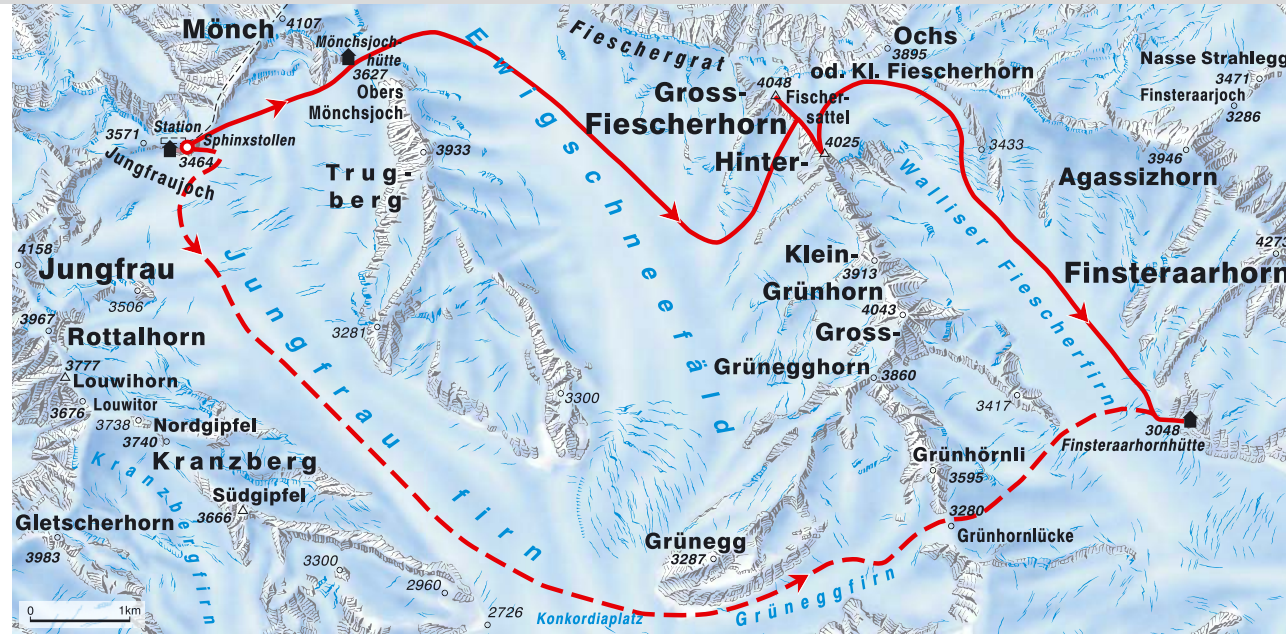 Mönch
4107
Mönchsjoch-
hütte
3627
Obers
Mönchsjoch
Ewigschneefäld
Fieschergrat
Ochs
3895
od. Kl. Fiescherhorn
Nasse Strahlegg
3471
Finsteraarjoch
3286
4048
Gross-
Fiescherhorn
Fischer-
sattel
Hinter-
4025
3571
Station
Sphinxstollen
3464
Jungfraujoch
3933
Trug-
berg
3433
3946
Agassizhorn
Walliser Fiescherfirn
4158
Jungfrau
3506
Jungfraufirn
Klein-
3913
Grünhorn
4043
Gross-
Grünegghorn
3860
4273
Finsteraarhorn
3967
Rottalhorn
3281
3777
Louwihorn
3676
Louwitor
3738
Nordgipfel
3740
Kranzberg
Südgipfel
3666
Kranzbergfirn
3300
3417
3048
Finsteraarhornhütte
Grünhörnli
3595
3280
Grünhornlücke
Gletscherhorn
3983
3300
2960
2726
Grünegg
3287
Konkordiaplatz
Grüneggfirn
0 1km